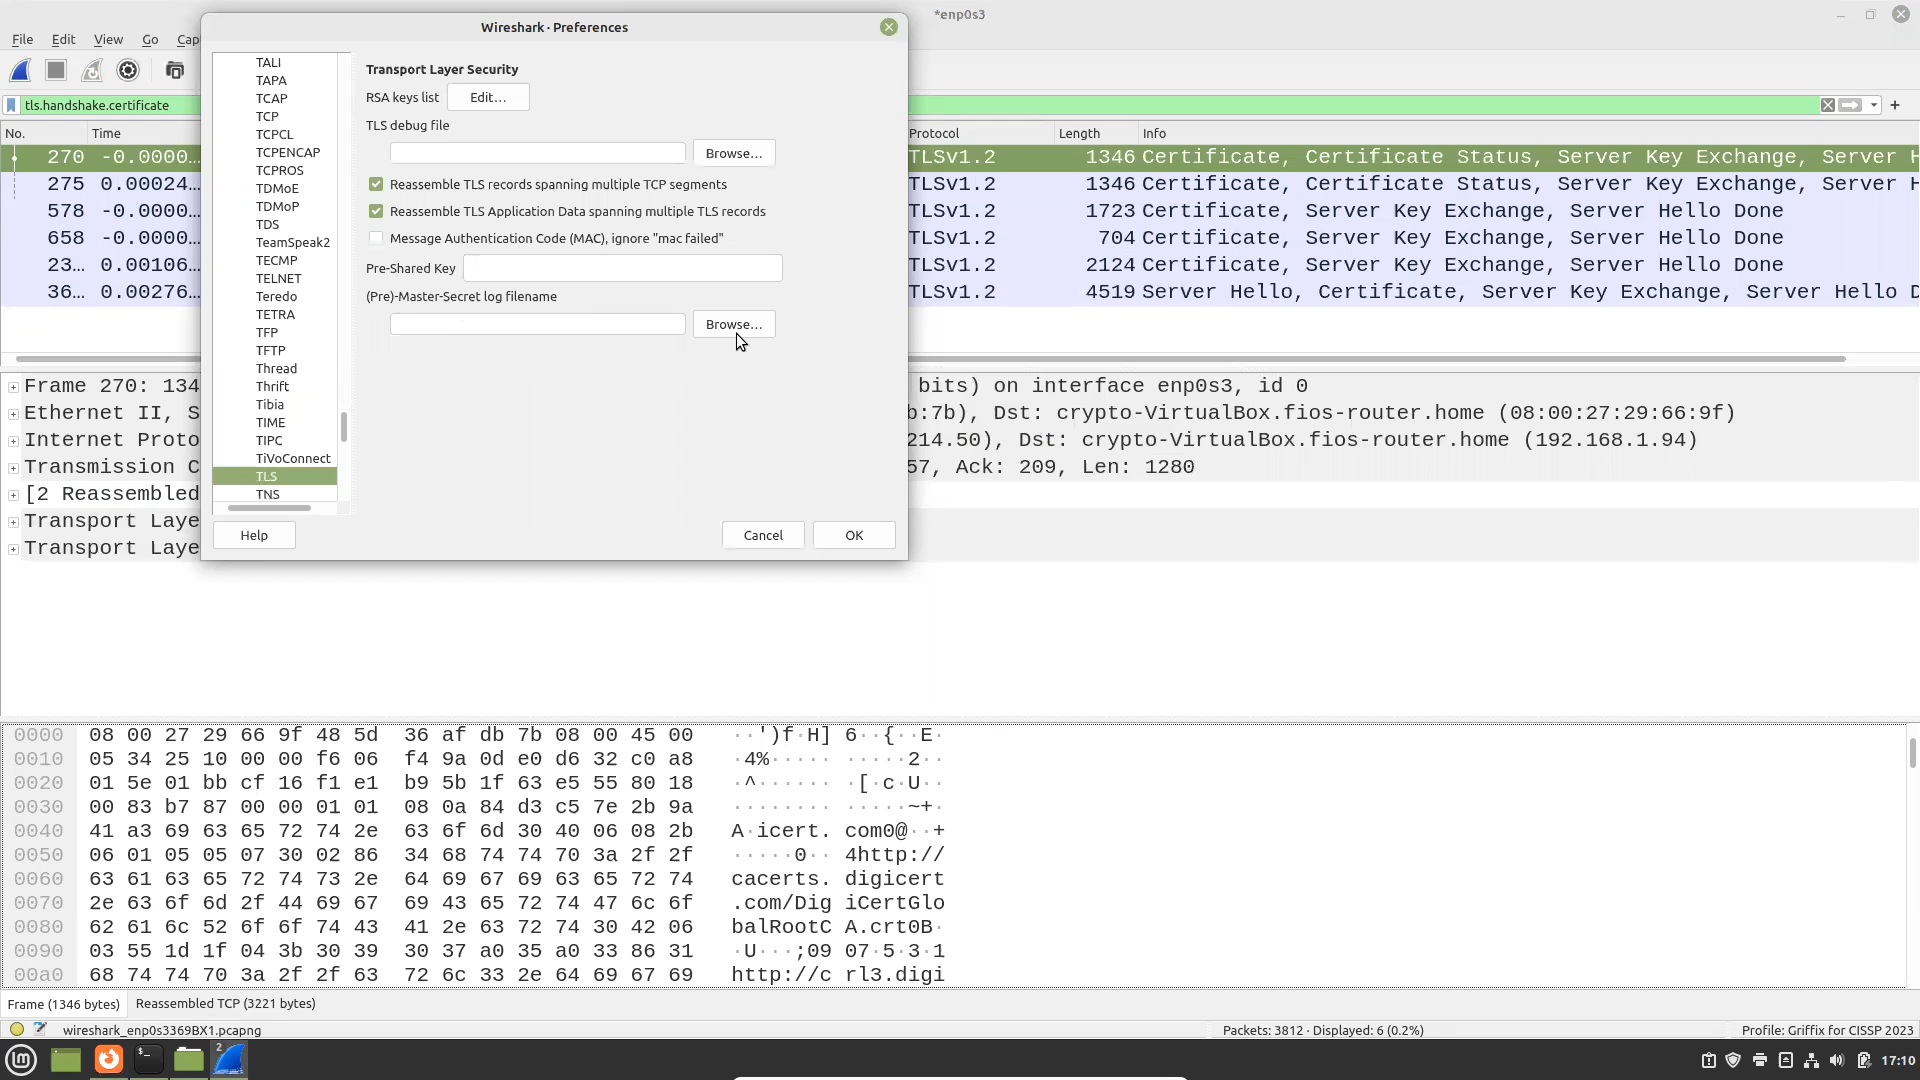 *enp0s3
File Edit View Go Cap
Wireshark · Preferences
TALI
TAPA
TCAP
TCP
TCPCL
TCPENCAP
TCPROS
TDMoE
TDMoP
TDS
TeamSpeak2
TECMP
TELNET
Teredo
TETRA
TFP
TFTP
Thread
Thrift
Tibia
TIME
TIPC
TiVoConnect
TLS
TNS
Transport Layer Security
RSA keys list Edit…
TLS debug file
Browse…
Reassemble TLS records spanning multiple TCP segments
Reassemble TLS Application Data spanning multiple TLS records
Message Authentication Code (MAC), ignore "mac failed"
Pre-Shared Key
(Pre)-Master-Secret log filename
Browse…
Help Cancel OK
tls.handshake.certificate
No. Time Protocol Length Info
270 -0.0000… TLSv1.2 1346 Certificate, Certificate Status, Server Key Exchange, Server H
275 0.00024… TLSv1.2 1346 Certificate, Certificate Status, Server Key Exchange, Server H
578 -0.0000… TLSv1.2 1723 Certificate, Server Key Exchange, Server Hello Done
658 -0.0000… TLSv1.2 704 Certificate, Server Key Exchange, Server Hello Done
23… 0.00106… TLSv1.2 2124 Certificate, Server Key Exchange, Server Hello Done
36… 0.00276… TLSv1.2 4519 Server Hello, Certificate, Server Key Exchange, Server Hello D
Frame 270: 134 bits) on interface enp0s3, id 0
Ethernet II, S b:7b), Dst: crypto-VirtualBox.fios-router.home (08:00:27:29:66:9f)
Internet Proto 214.50), Dst: crypto-VirtualBox.fios-router.home (192.168.1.94)
Transmission C 57, Ack: 209, Len: 1280
[2 Reassembled
Transport Laye
Transport Laye
0000 08 00 27 29 66 9f 48 5d 36 af db 7b 08 00 45 00 ··')f·H] 6··{··E·
0010 05 34 25 10 00 00 f6 06 f4 9a 0d e0 d6 32 c0 a8 ·4%····· ·····2··
0020 01 5e 01 bb cf 16 f1 e1 b9 5b 1f 63 e5 55 80 18 ·^······ ·[·c·U··
0030 00 83 b7 87 00 00 01 01 08 0a 84 d3 c5 7e 2b 9a ········ ·····~+·
0040 41 a3 69 63 65 72 74 2e 63 6f 6d 30 40 06 08 2b A·icert. com0@··+
0050 06 01 05 05 07 30 02 86 34 68 74 74 70 3a 2f 2f ·····0·· 4http://
0060 63 61 63 65 72 74 73 2e 64 69 67 69 63 65 72 74 cacerts. digicert
0070 2e 63 6f 6d 2f 44 69 67 69 43 65 72 74 47 6c 6f .com/Dig iCertGlo
0080 62 61 6c 52 6f 6f 74 43 41 2e 63 72 74 30 42 06 balRootC A.crt0B·
0090 03 55 1d 1f 04 3b 30 39 30 37 a0 35 a0 33 86 31 ·U···;09 07·5·3·1
00a0 68 74 74 70 3a 2f 2f 63 72 6c 33 2e 64 69 67 69 http://c rl3.digi
Frame (1346 bytes) Reassembled TCP (3221 bytes)
wireshark_enp0s3369BX1.pcapng Packets: 3812 · Displayed: 6 (0.2%) Profile: Griffix for CISSP 2023
2
17:10